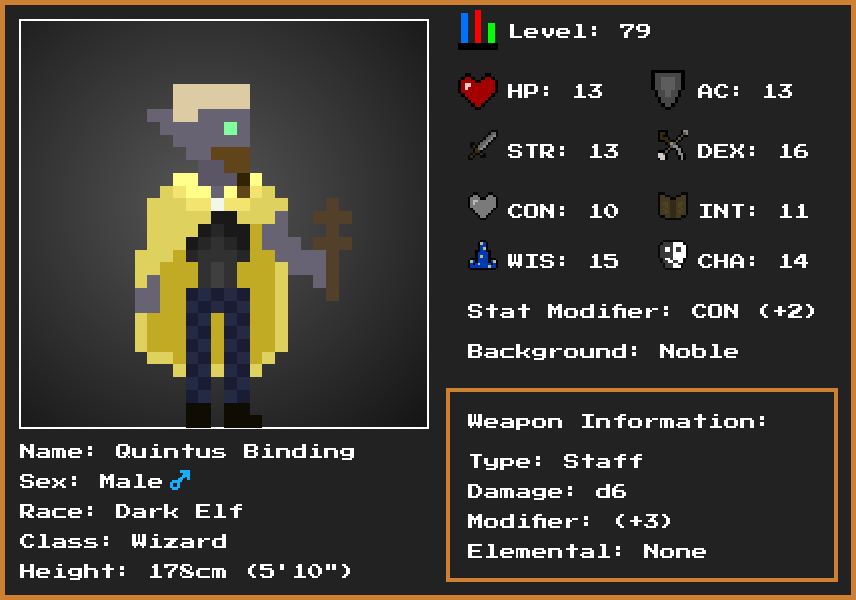 Level: 79
HP: 13
AC: 13
STR: 13
DEX: 16
CON: 10
INT: 11
WIS: 15
CHA: 14
Stat Modifier: CON (+2)
Background: Noble
Weapon Information:
Type: Staff
Damage: d6
Modifier: (+3)
Elemental: None
Name: Quintus Binding
Sex: Male♂
Race: Dark Elf
Class: Wizard
Height: 178cm (5'10")